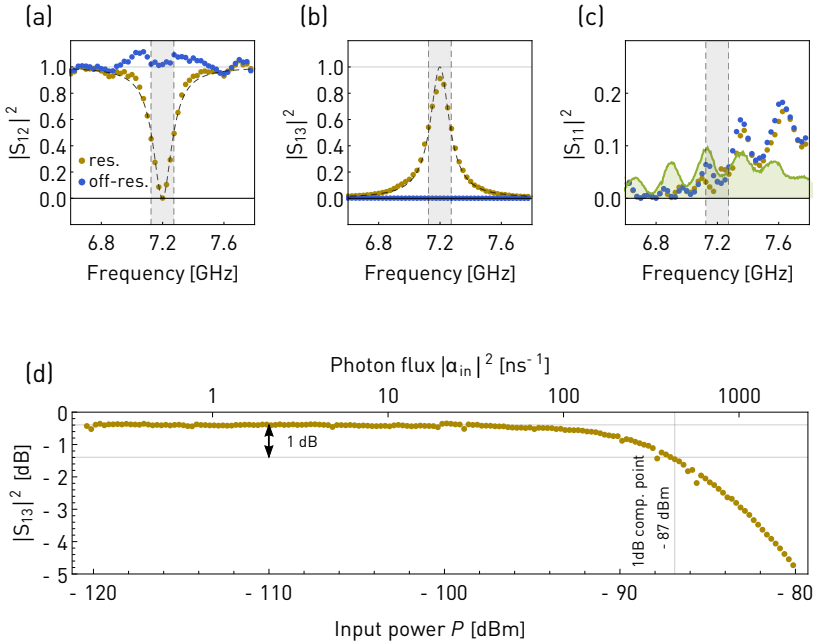 (a)
(b)
(c)
|S12|^2
1.0
0.8
0.6
0.4
0.2
0.0
res.
off-res.
6.8
7.2
7.6
Frequency [GHz]
|S13|^2
1.0
0.8
0.6
0.4
0.2
0.0
6.8
7.2
7.6
Frequency [GHz]
|S11|^2
0.2
0.1
0.0
6.8
7.2
7.6
Frequency [GHz]
(d)
Photon flux |αin|^2 [ns^-1]
1
10
100
1000
|S13|^2 [dB]
0
- 1
- 2
- 3
- 4
- 5
1 dB
1dB comp. point
- 87 dBm
- 120
- 110
- 100
- 90
- 80
Input power P [dBm]